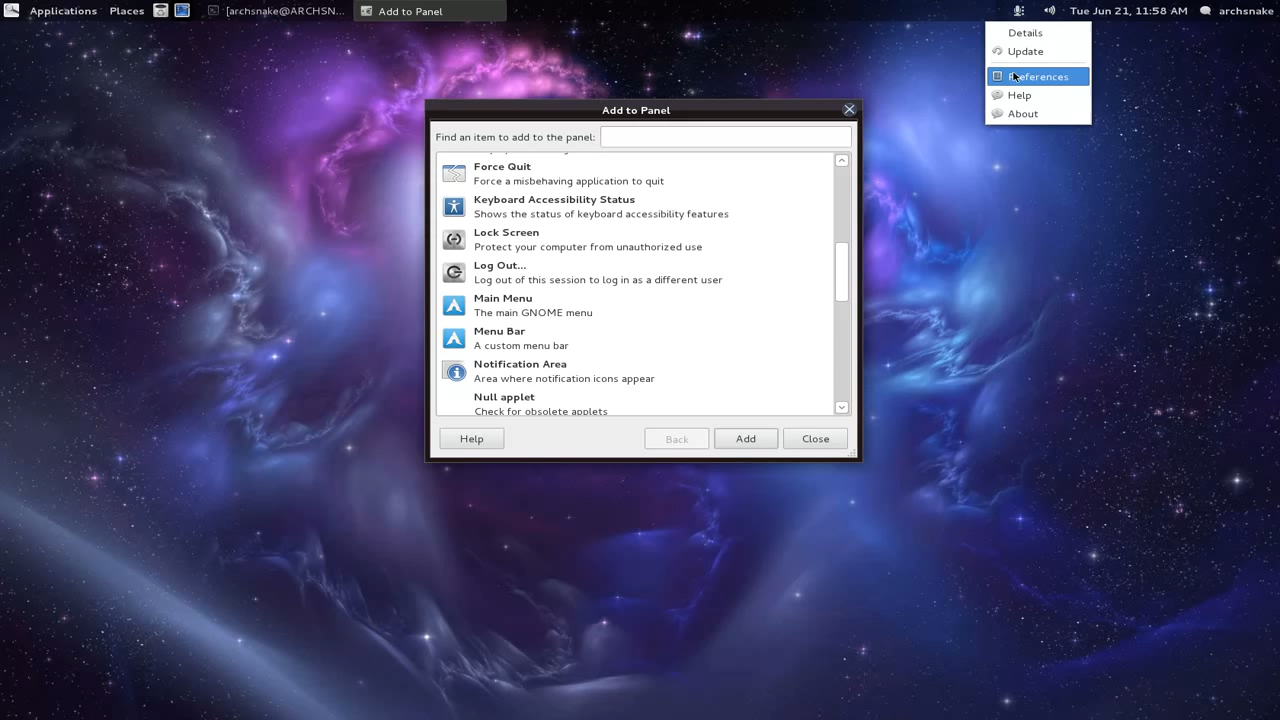 Applications Places [archsnake@ARCHSN... Add to Panel Tue Jun 21, 11:58 AM archsnake
Details
Update
Preferences
Help
About
Add to Panel
Find an item to add to the panel:
Force Quit
Force a misbehaving application to quit
Keyboard Accessibility Status
Shows the status of keyboard accessibility features
Lock Screen
Protect your computer from unauthorized use
Log Out...
Log out of this session to log in as a different user
Main Menu
The main GNOME menu
Menu Bar
A custom menu bar
Notification Area
Area where notification icons appear
Null applet
Check for obsolete applets
Help Back Add Close